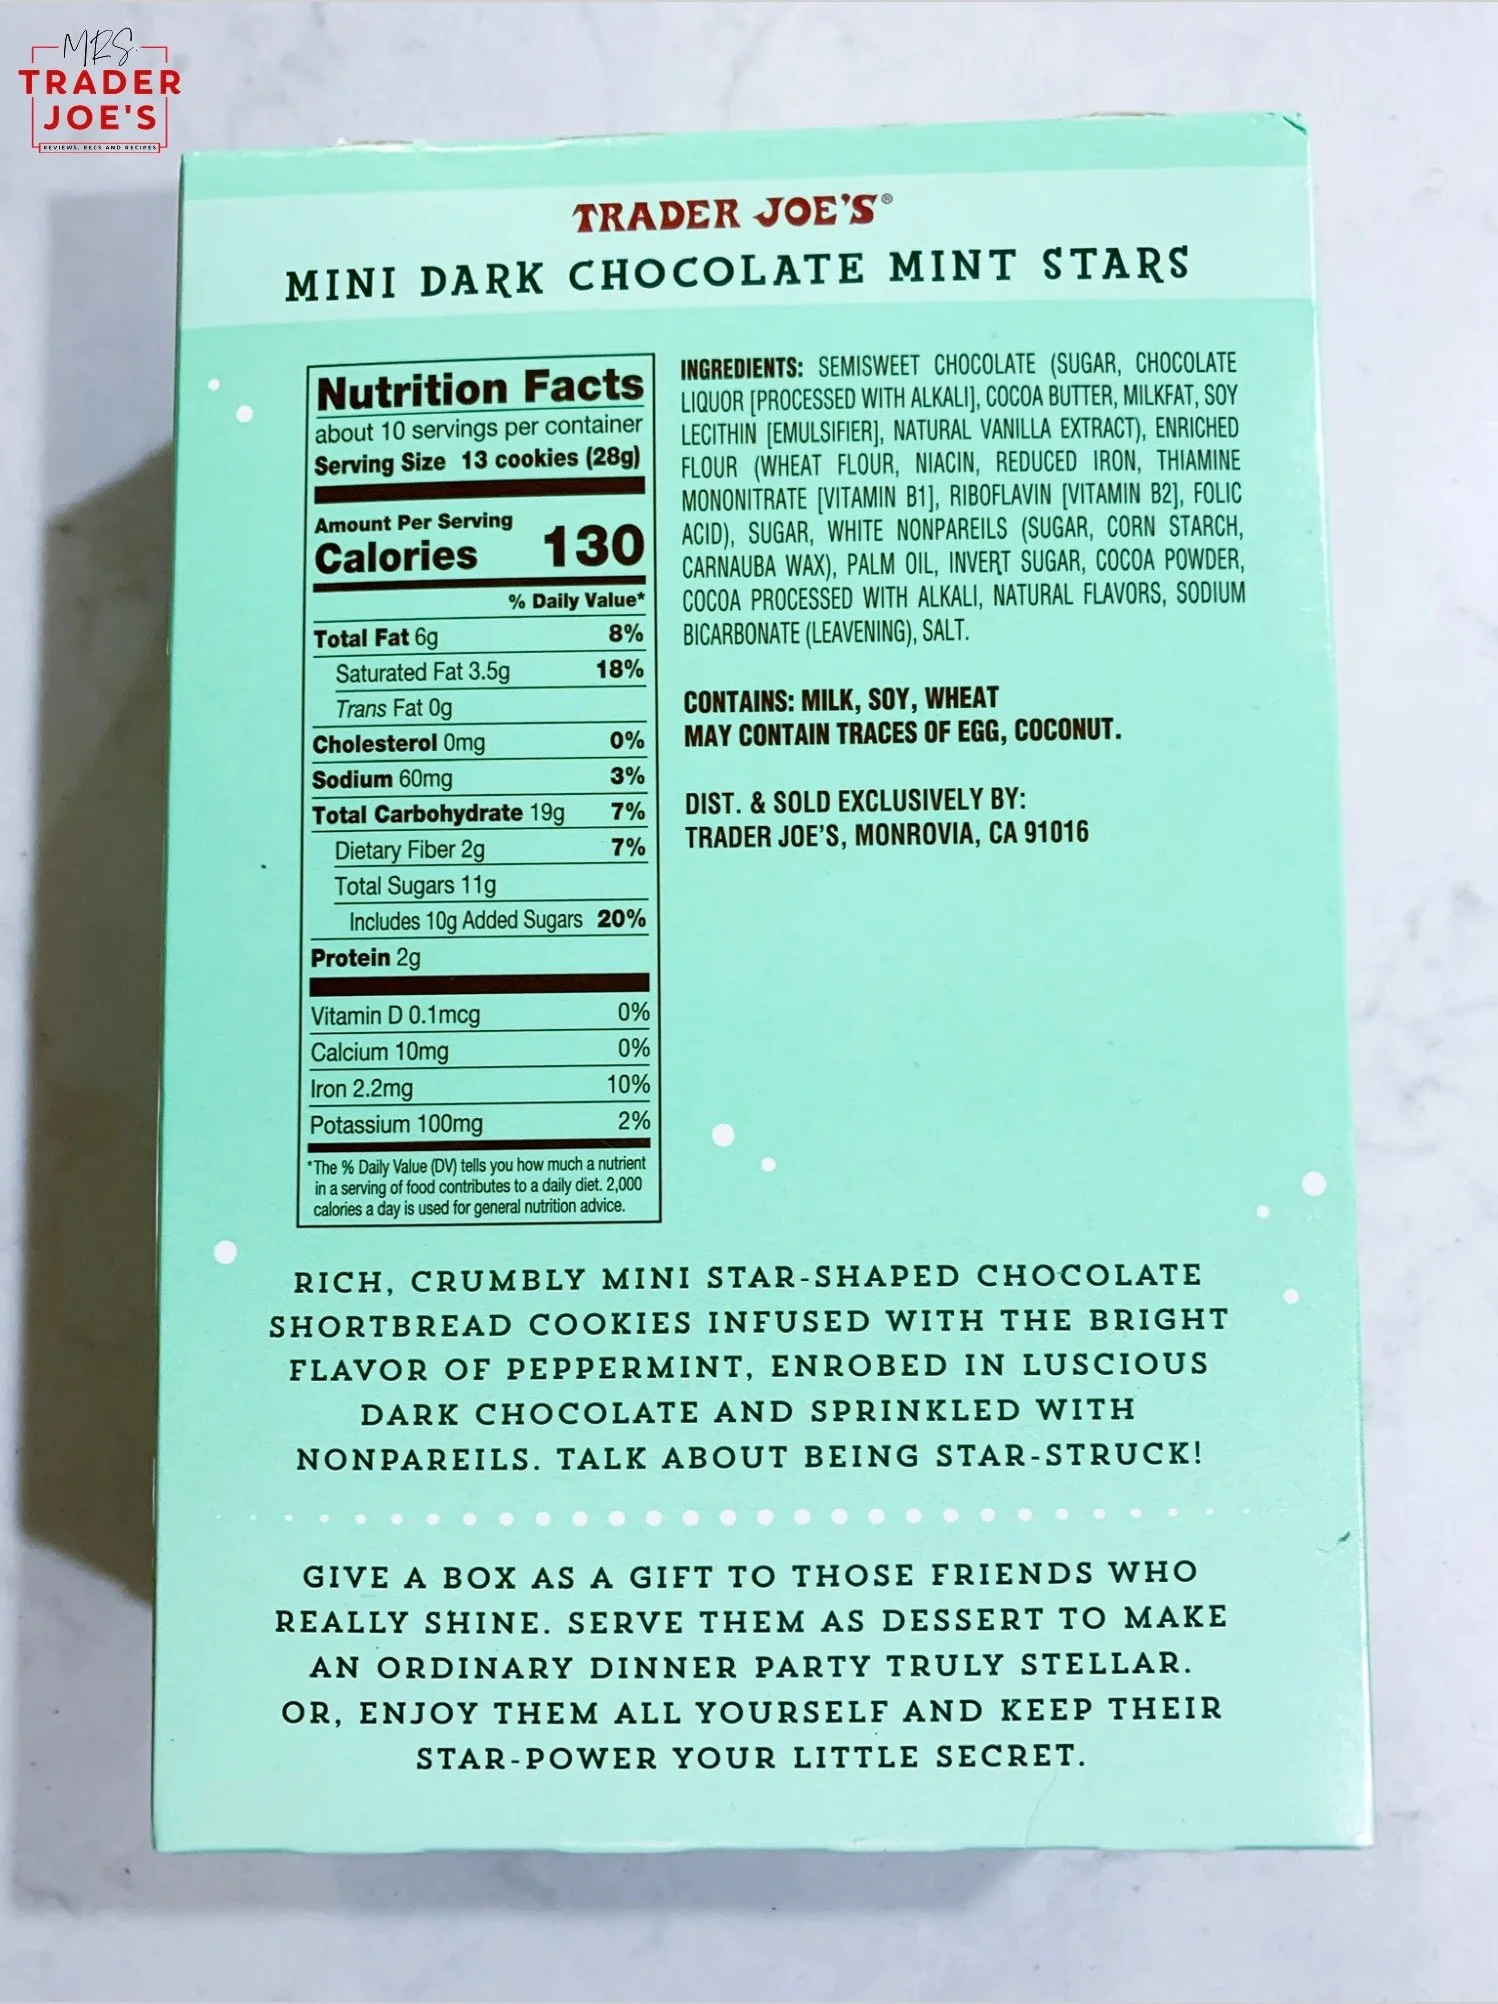 MRS.
TRADER
JOE'S
REVIEWS, RECS AND RECIPES
TRADER JOE'S®
MINI DARK CHOCOLATE MINT STARS
Nutrition Facts
about 10 servings per container
Serving Size 13 cookies (28g)
Amount Per Serving
Calories 130
% Daily Value*
Total Fat 6g 8%
Saturated Fat 3.5g 18%
Trans Fat 0g
Cholesterol 0mg 0%
Sodium 60mg 3%
Total Carbohydrate 19g 7%
Dietary Fiber 2g 7%
Total Sugars 11g
Includes 10g Added Sugars 20%
Protein 2g
Vitamin D 0.1mcg 0%
Calcium 10mg 0%
Iron 2.2mg 10%
Potassium 100mg 2%
*The % Daily Value (DV) tells you how much a nutrient
in a serving of food contributes to a daily diet. 2,000
calories a day is used for general nutrition advice.
INGREDIENTS: SEMISWEET CHOCOLATE (SUGAR, CHOCOLATE
LIQUOR [PROCESSED WITH ALKALI], COCOA BUTTER, MILKFAT, SOY
LECITHIN [EMULSIFIER], NATURAL VANILLA EXTRACT), ENRICHED
FLOUR (WHEAT FLOUR, NIACIN, REDUCED IRON, THIAMINE
MONONITRATE [VITAMIN B1], RIBOFLAVIN [VITAMIN B2], FOLIC
ACID), SUGAR, WHITE NONPAREILS (SUGAR, CORN STARCH,
CARNAUBA WAX), PALM OIL, INVERT SUGAR, COCOA POWDER,
COCOA PROCESSED WITH ALKALI, NATURAL FLAVORS, SODIUM
BICARBONATE (LEAVENING), SALT.
CONTAINS: MILK, SOY, WHEAT
MAY CONTAIN TRACES OF EGG, COCONUT.
DIST. & SOLD EXCLUSIVELY BY:
TRADER JOE'S, MONROVIA, CA 91016
RICH, CRUMBLY MINI STAR-SHAPED CHOCOLATE
SHORTBREAD COOKIES INFUSED WITH THE BRIGHT
FLAVOR OF PEPPERMINT, ENROBED IN LUSCIOUS
DARK CHOCOLATE AND SPRINKLED WITH
NONPAREILS. TALK ABOUT BEING STAR-STRUCK!
GIVE A BOX AS A GIFT TO THOSE FRIENDS WHO
REALLY SHINE. SERVE THEM AS DESSERT TO MAKE
AN ORDINARY DINNER PARTY TRULY STELLAR.
OR, ENJOY THEM ALL YOURSELF AND KEEP THEIR
STAR-POWER YOUR LITTLE SECRET.